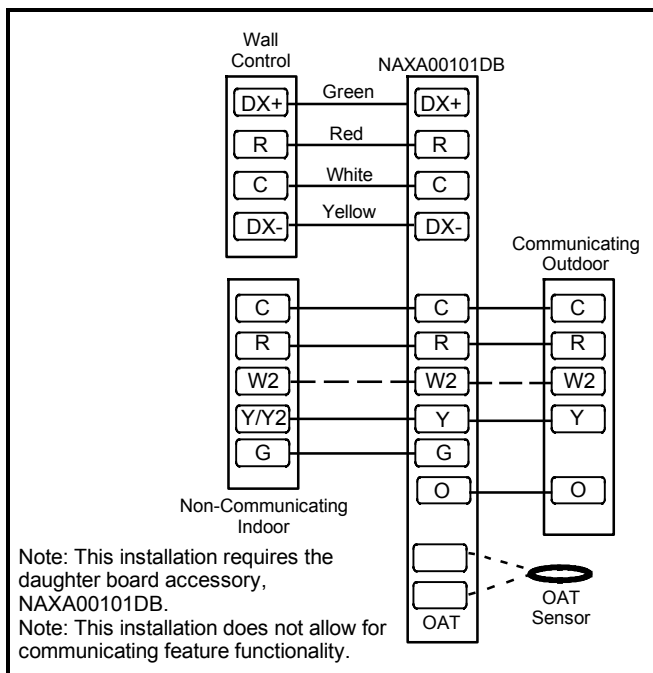 Wall
Control
NAXA00101DB
DX+ Green DX+
R Red R
C White C
DX- Yellow DX-
Communicating
Outdoor
C C C
R R R
W2 W2 W2
Y/Y2 Y Y
G G
O O
Non-Communicating
Indoor
OAT
OAT
Sensor
Note: This installation requires the
daughter board accessory,
NAXA00101DB.
Note: This installation does not allow for
communicating feature functionality.